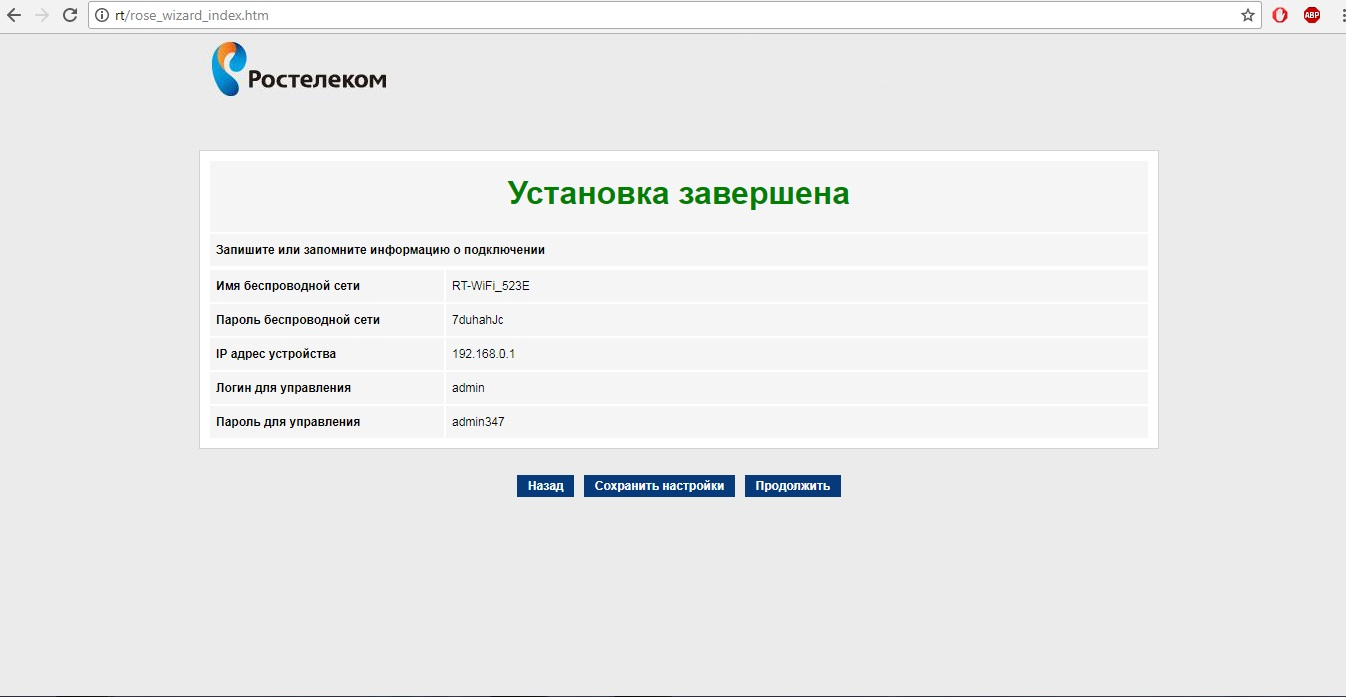 rt/rose_wizard_index.htm
ABP
Ростелеком
Установка завершена
Запишите или запомните информацию о подключении
Имя беспроводной сети RT-WiFi_523E
Пароль беспроводной сети 7duhahJc
IP адрес устройства 192.168.0.1
Логин для управления admin
Пароль для управления admin347
Назад Сохранить настройки Продолжить